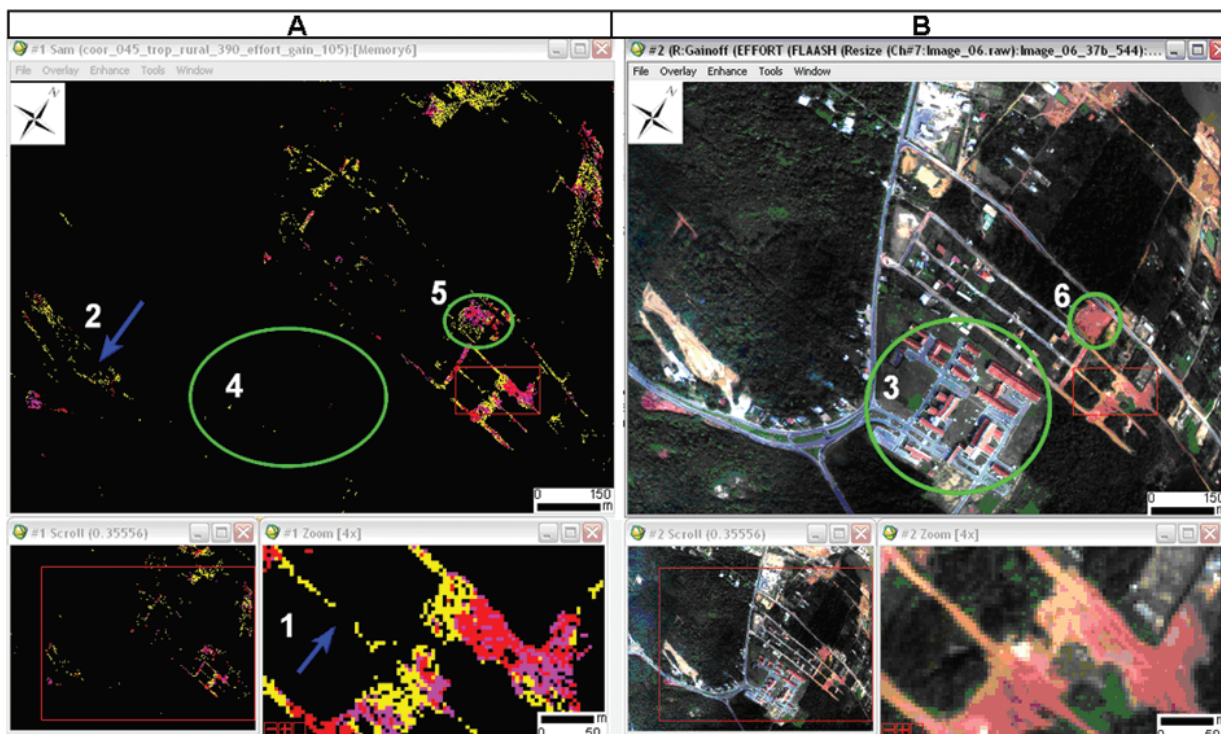 A
B
#1 Sam (coor_045_trop_rural_390_effort_gain_105):[Memory6]
File Overlay Enhance Tools Window
N
2
5
4
0 150
m
#2 (R:Gainoff (EFFORT (FLAASH (Resize (Ch#7:Image_06.raw):Image_06_37b_544):...
File Overlay Enhance Tools Window
N
6
3
0 150
m
#1 Scroll (0.35556)
#1 Zoom [4x]
1
0 50
m
#2 Scroll (0.35556)
#2 Zoom [4x]
0 50
m